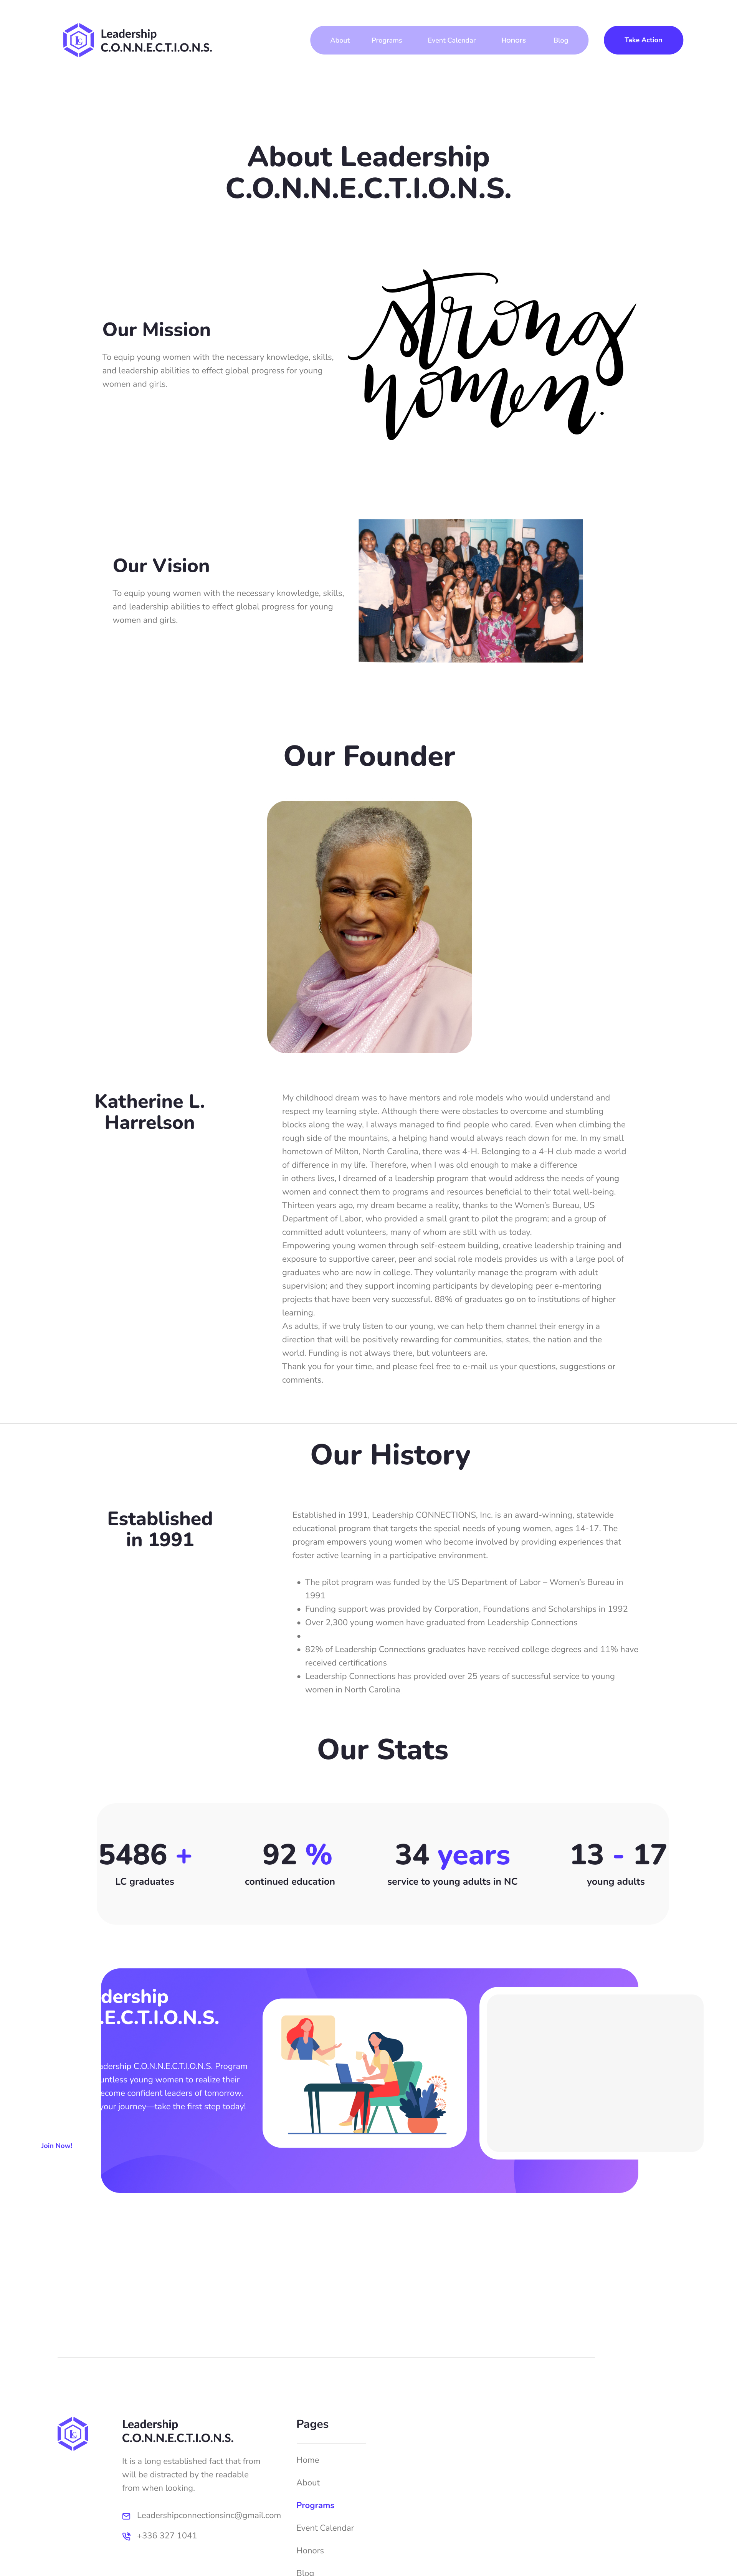 Leadership
C.O.N.N.E.C.T.I.O.N.S.
About Programs Event Calendar Honors Blog
Take Action
About Leadership
C.O.N.N.E.C.T.I.O.N.S.
Our Mission
To equip young women with the necessary knowledge, skills,
and leadership abilities to effect global progress for young
women and girls.
strong
women.
Our Vision
To equip young women with the necessary knowledge, skills,
and leadership abilities to effect global progress for young
women and girls.
Our Founder
Katherine L.
Harrelson
My childhood dream was to have mentors and role models who would understand and
respect my learning style. Although there were obstacles to overcome and stumbling
blocks along the way, I always managed to find people who cared. Even when climbing the
rough side of the mountains, a helping hand would always reach down for me. In my small
hometown of Milton, North Carolina, there was 4-H. Belonging to a 4-H club made a world
of difference in my life. Therefore, when I was old enough to make a difference
in others lives, I dreamed of a leadership program that would address the needs of young
women and connect them to programs and resources beneficial to their total well-being.
Thirteen years ago, my dream became a reality, thanks to the Women's Bureau, US
Department of Labor, who provided a small grant to pilot the program; and a group of
committed adult volunteers, many of whom are still with us today.
Empowering young women through self-esteem building, creative leadership training and
exposure to supportive career, peer and social role models provides us with a large pool of
graduates who are now in college. They voluntarily manage the program with adult
supervision; and they support incoming participants by developing peer e-mentoring
projects that have been very successful. 88% of graduates go on to institutions of higher
learning.
As adults, if we truly listen to our young, we can help them channel their energy in a
direction that will be positively rewarding for communities, states, the nation and the
world. Funding is not always there, but volunteers are.
Thank you for your time, and please feel free to e-mail us your questions, suggestions or
comments.
Our History
Established
in 1991
Established in 1991, Leadership CONNECTIONS, Inc. is an award-winning, statewide
educational program that targets the special needs of young women, ages 14-17. The
program empowers young women who become involved by providing experiences that
foster active learning in a participative environment.
• The pilot program was funded by the US Department of Labor – Women's Bureau in
1991
• Funding support was provided by Corporation, Foundations and Scholarships in 1992
• Over 2,300 young women have graduated from Leadership Connections
•
• 82% of Leadership Connections graduates have received college degrees and 11% have
received certifications
• Leadership Connections has provided over 25 years of successful service to young
women in North Carolina
Our Stats
5486 +
LC graduates
92 %
continued education
34 years
service to young adults in NC
13 - 17
young adults
dership
.E.C.T.I.O.N.S.
adership C.O.N.N.E.C.T.I.O.N.S. Program
untless young women to realize their
ecome confident leaders of tomorrow.
your journey—take the first step today!
Join Now!
Leadership
C.O.N.N.E.C.T.I.O.N.S.
It is a long established fact that from
will be distracted by the readable
from when looking.
Leadershipconnectionsinc@gmail.com
+336 327 1041
Pages
Home
About
Programs
Event Calendar
Honors
Blog